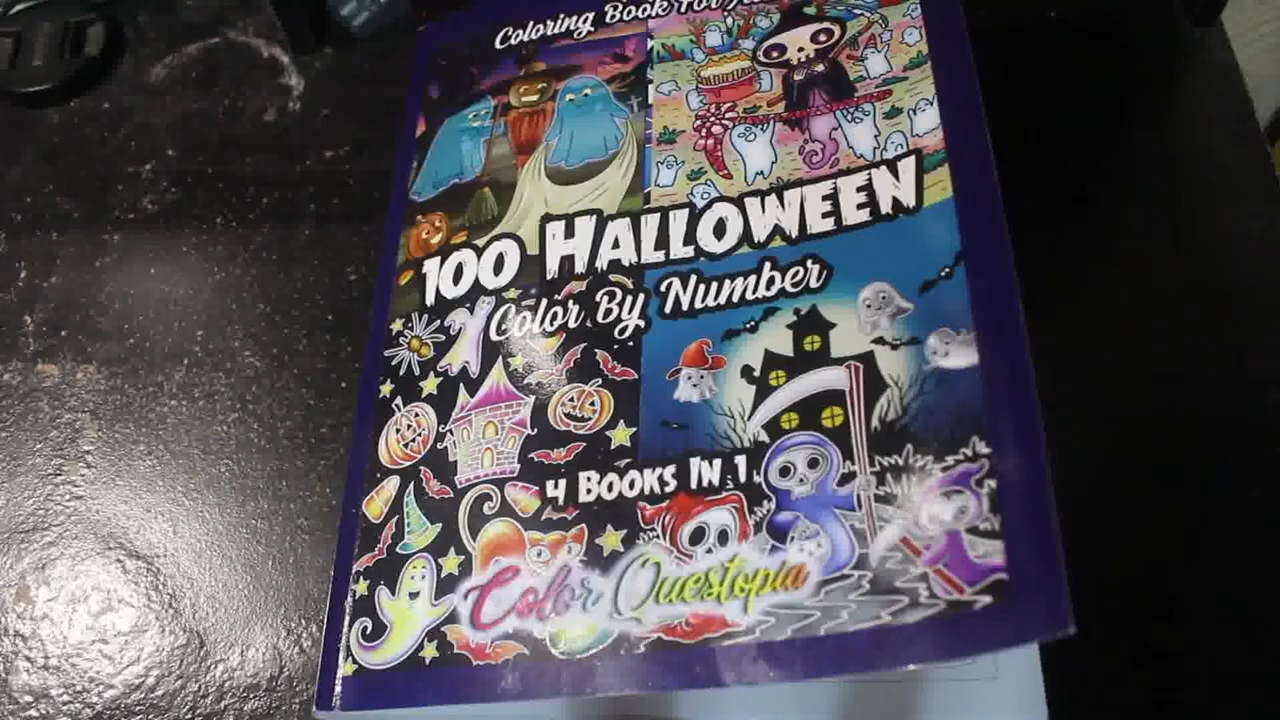 Coloring Book For
100 HALLOWEEN
Color By Number
4 BOOKS IN 1
Color Questopia